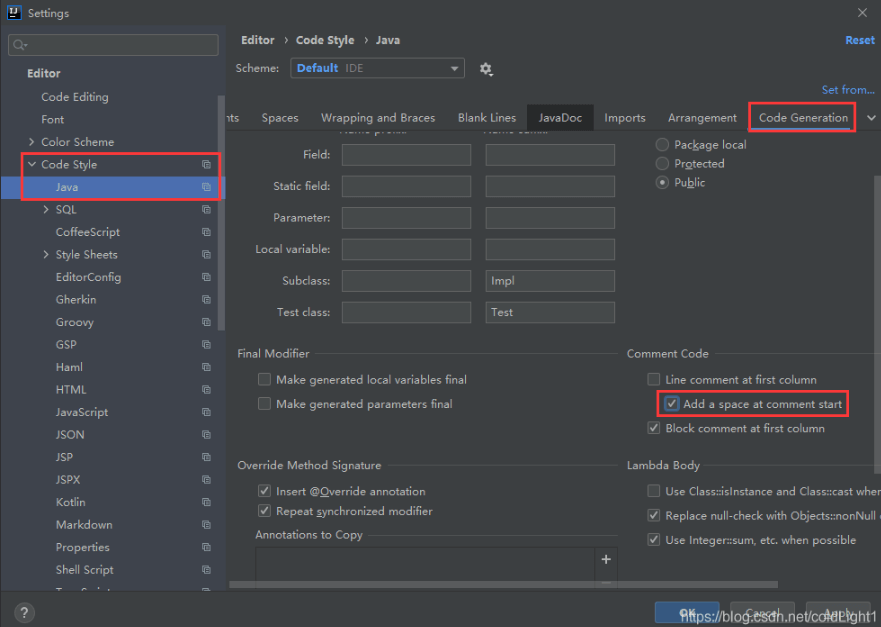 Settings
Editor › Code Style › Java
Reset
Scheme: Default IDE
Set from...
Editor
Code Editing
Font
Color Scheme
Code Style
Java
SQL
CoffeeScript
Style Sheets
EditorConfig
Gherkin
Groovy
GSP
Haml
HTML
JavaScript
JSON
JSP
JSPX
Kotlin
Markdown
Properties
Shell Script
nts Spaces Wrapping and Braces Blank Lines JavaDoc Imports Arrangement Code Generation
Field:
Static field:
Parameter:
Local variable:
Subclass: Impl
Test class: Test
Package local
Protected
Public
Final Modifier
Make generated local variables final
Make generated parameters final
Comment Code
Line comment at first column
Add a space at comment start
Block comment at first column
Override Method Signature
Insert @Override annotation
Repeat synchronized modifier
Annotations to Copy
Lambda Body
Use Class::isInstance and Class::cast when
Replace null-check with Objects::nonNull
Use Integer::sum, etc. when possible
?
OK Cancel Apply
https://blog.csdn.net/coldLight1